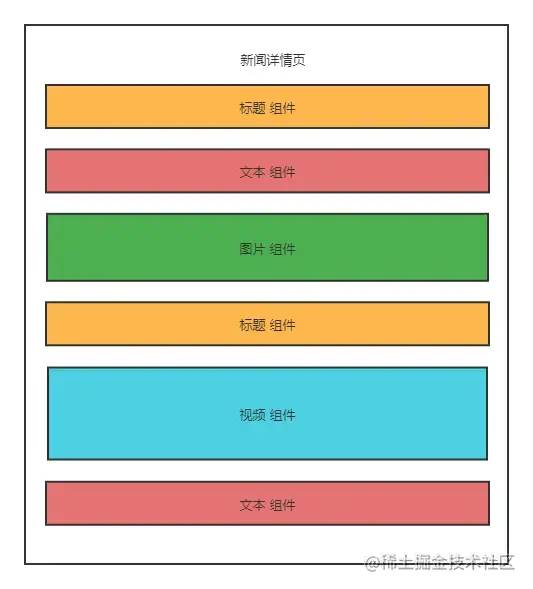 新闻详情页
标题 组件
文本 组件
图片 组件
标题 组件
视频 组件
文本 组件
@稀土掘金技术社区